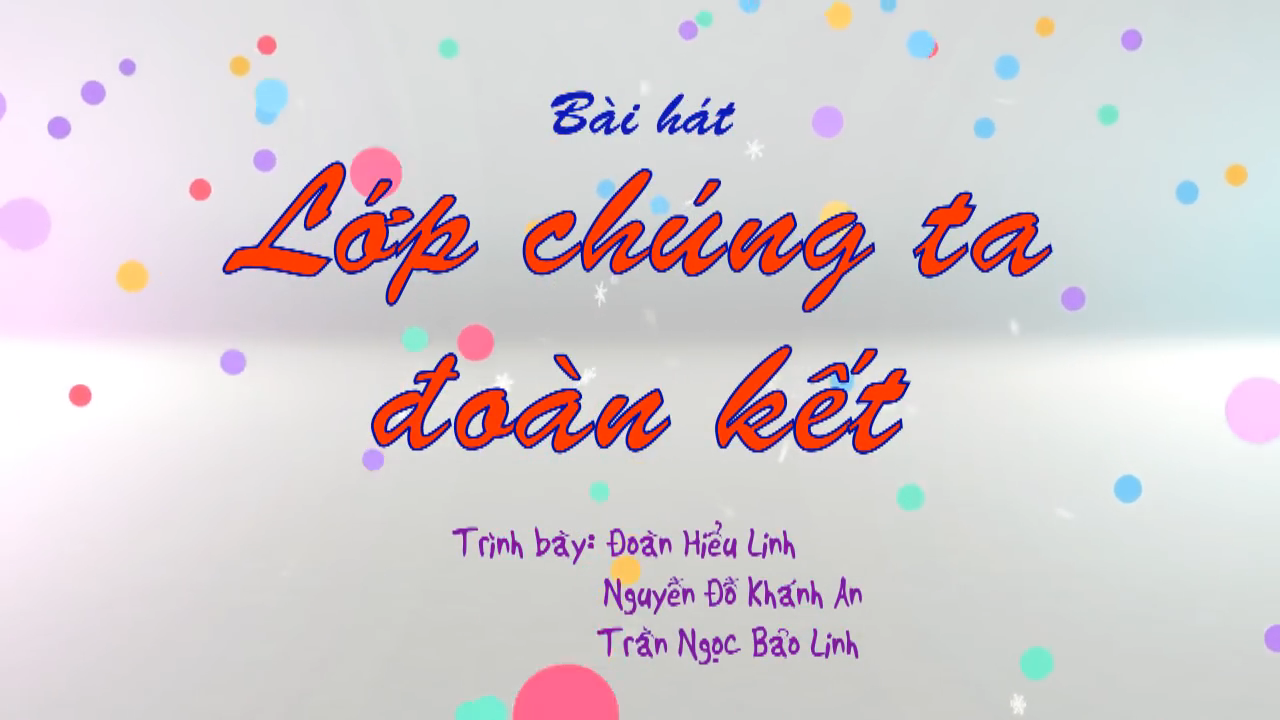 Bài hát
Lớp chúng ta
đoàn kết
Trình bày: Đoàn Hiểu Linh
Nguyễn Đỗ Khánh An
Trần Ngọc Bảo Linh